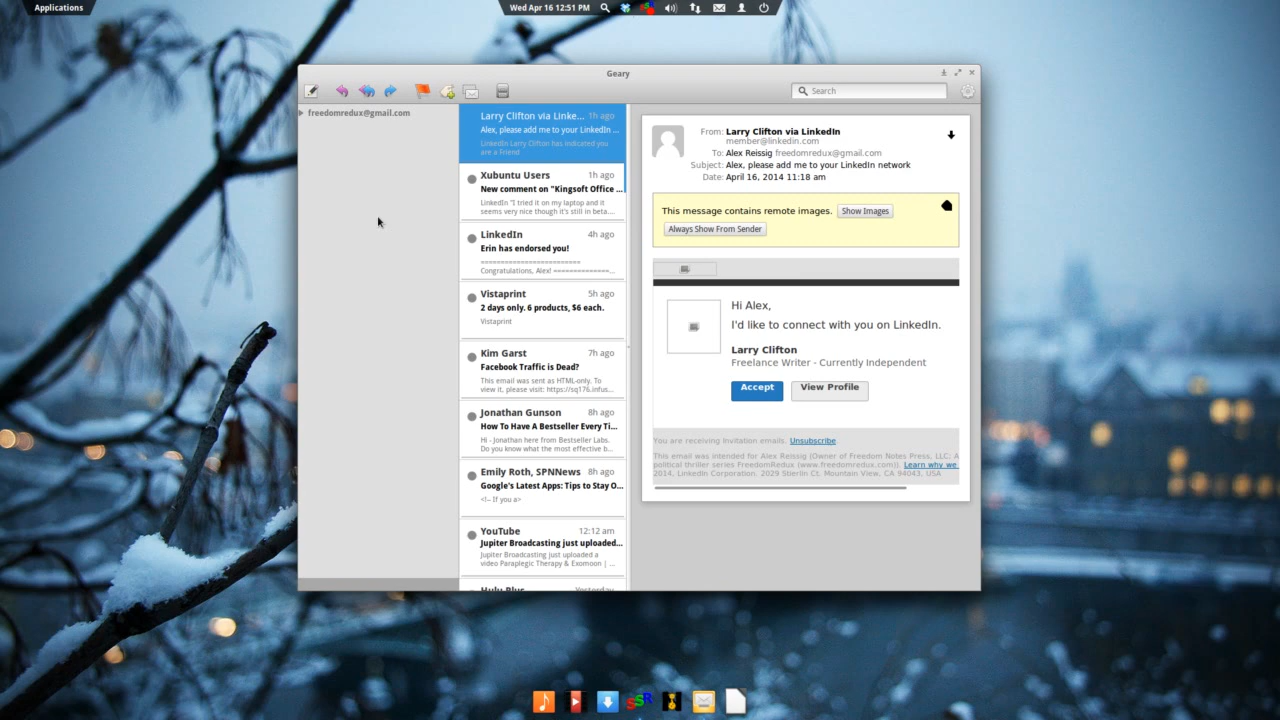 Applications
Wed Apr 16 12:51 PM
Geary
Search
freedomredux@gmail.com
Larry Clifton via Linke... 1h ago
Alex, please add me to your LinkedIn ...
LinkedIn Larry Clifton has indicated you
are a Friend
Xubuntu Users 1h ago
New comment on "Kingsoft Office ...
LinkedIn "I tried it on my laptop and it
seems very nice though it's still in beta....
LinkedIn 4h ago
Erin has endorsed you!
========================
Congratulations, Alex! ==============...
Vistaprint 5h ago
2 days only. 6 products, $6 each.
Vistaprint
Kim Garst 7h ago
Facebook Traffic is Dead?
This email was sent as HTML-only. To
view it, please visit: https://sq176.infus...
Jonathan Gunson 8h ago
How To Have A Bestseller Every Ti...
Hi - Jonathan here from Bestseller Labs.
Do you know what the most effective b...
Emily Roth, SPNNews 8h ago
Google's Latest Apps: Tips to Stay O...
<!-- If you a>
YouTube 12:12 am
Jupiter Broadcasting just uploaded...
Jupiter Broadcasting just uploaded a
video Paraplegic Therapy & Exomoon | ...
Hulu Plus Yesterday
From: Larry Clifton via LinkedIn
member@linkedin.com
To: Alex Reissig freedomredux@gmail.com
Subject: Alex, please add me to your LinkedIn network
Date: April 16, 2014 11:18 am
This message contains remote images. Show Images
Always Show From Sender
Hi Alex,
I'd like to connect with you on LinkedIn.
Larry Clifton
Freelance Writer - Currently Independent
Accept View Profile
You are receiving Invitation emails. Unsubscribe
This email was intended for Alex Reissig (Owner of Freedom Notes Press, LLC: A
political thriller series FreedomRedux (www.freedomredux.com)). Learn why we
2014, LinkedIn Corporation. 2029 Stierlin Ct. Mountain View, CA 94043, USA
SSR